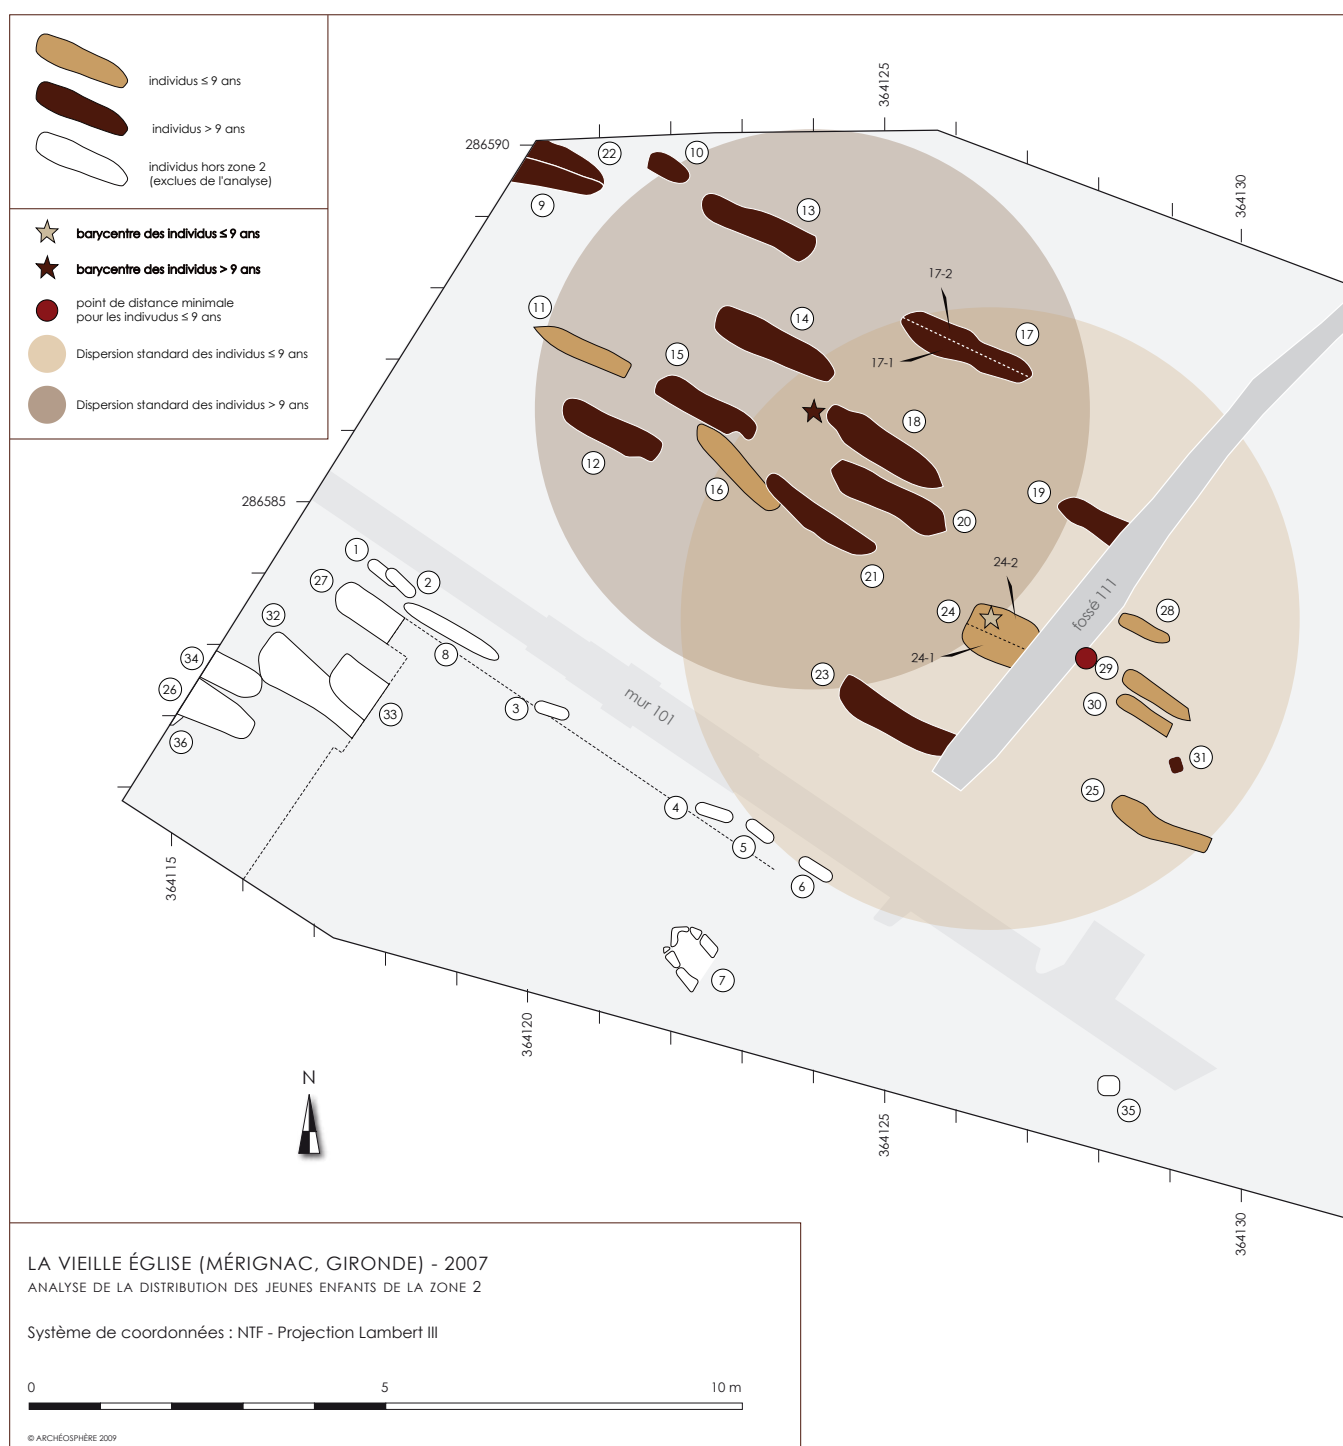 individus ≤ 9 ans
individus > 9 ans
individus hors zone 2
(exclues de l'analyse)
barycentre des individus ≤ 9 ans
barycentre des individus > 9 ans
point de distance minimale
pour les indivudus ≤ 9 ans
Dispersion standard des individus ≤ 9 ans
Dispersion standard des individus > 9 ans
364125
286590
22
10
9
13
364130
17-2
11
14
17
15
17-1
18
12
16
19
286585
20
1
2
27
21
24-2
32
24
28
8
fossé 111
34
24-1
29
26
23
3
mur 101
30
33
36
31
4
25
5
364115
6
7
364120
N
35
364125
364130
LA VIEILLE ÉGLISE (MÉRIGNAC, GIRONDE) - 2007
ANALYSE DE LA DISTRIBUTION DES JEUNES ENFANTS DE LA ZONE 2
Système de coordonnées : NTF - Projection Lambert III
0 5 10 m
© ARCHÉOSPHÈRE 2009